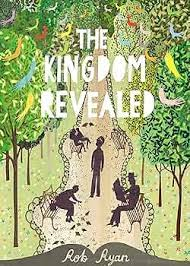 THE
KINGDOM
REVEALED
Rob Ryan